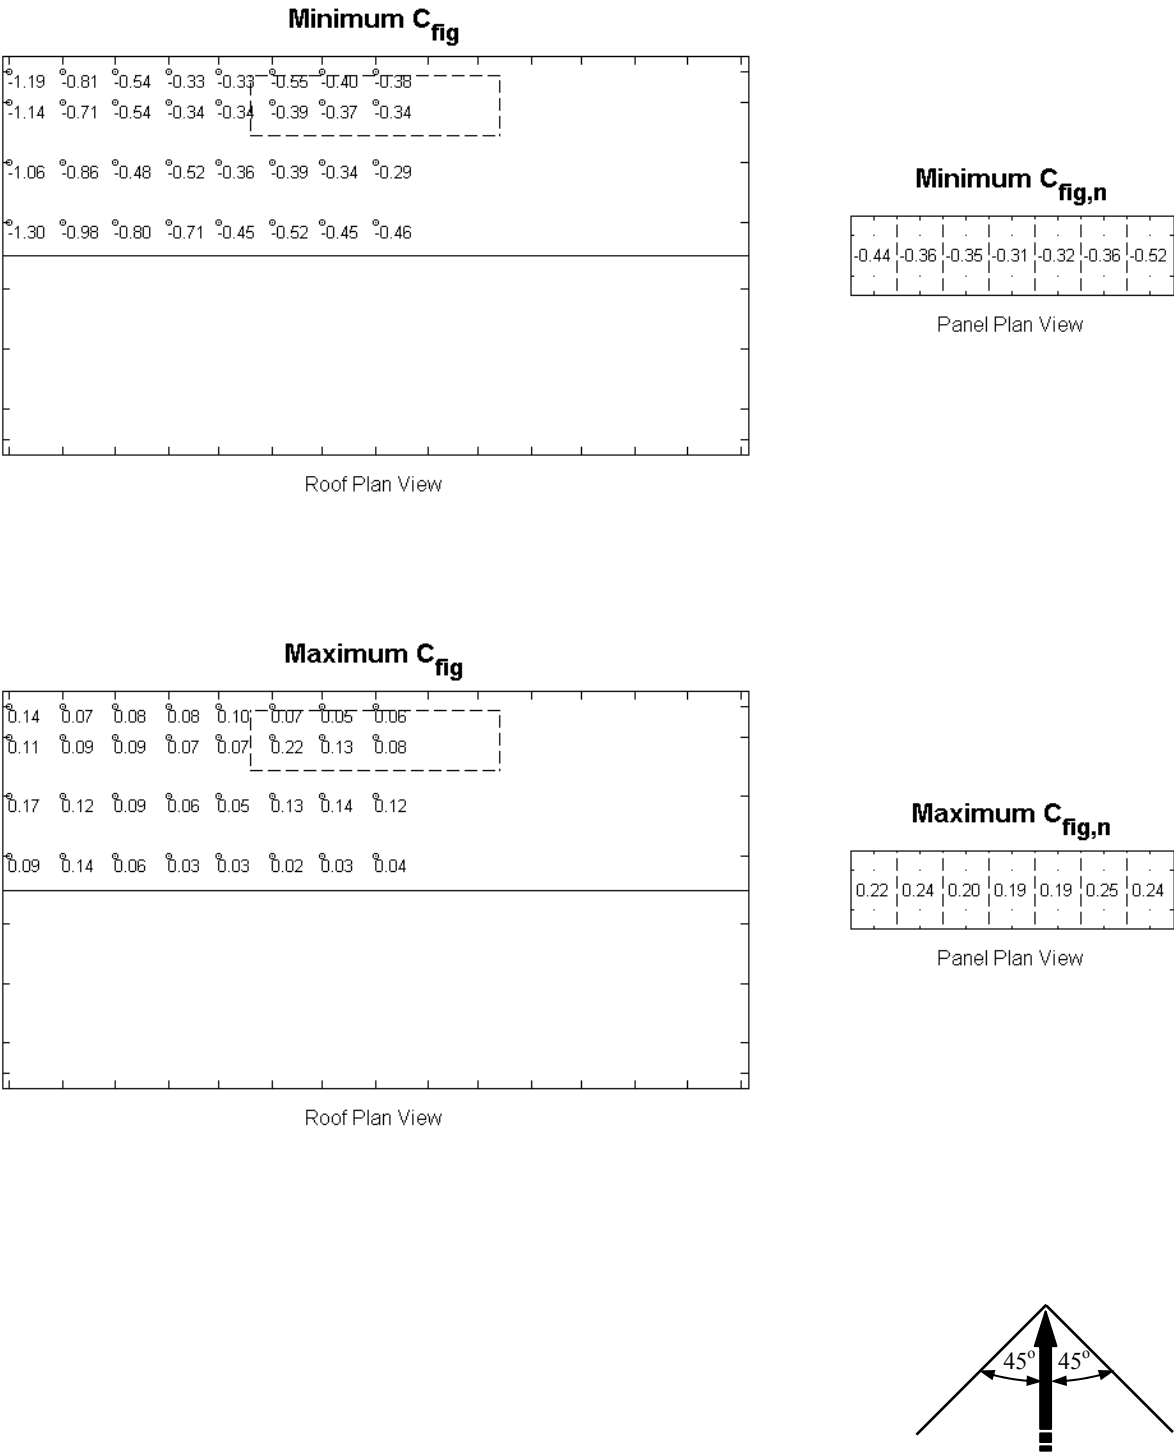 Minimum Cfig
-1.19 -0.81 -0.54 -0.33 -0.33 -0.55 -0.40 -0.38
-1.14 -0.71 -0.54 -0.34 -0.34 -0.39 -0.37 -0.34
-1.06 -0.86 -0.48 -0.52 -0.36 -0.39 -0.34 -0.29
-1.30 -0.98 -0.80 -0.71 -0.45 -0.52 -0.45 -0.46
Roof Plan View
Minimum Cfig,n
-0.44 -0.36 -0.35 -0.31 -0.32 -0.36 -0.52
Panel Plan View
Maximum Cfig
0.14 0.07 0.08 0.08 0.10 0.07 0.05 0.06
0.11 0.09 0.09 0.07 0.07 0.22 0.13 0.08
0.17 0.12 0.09 0.06 0.05 0.13 0.14 0.12
0.09 0.14 0.06 0.03 0.03 0.02 0.03 0.04
Roof Plan View
Maximum Cfig,n
0.22 0.24 0.20 0.19 0.19 0.25 0.24
Panel Plan View
45° 45°